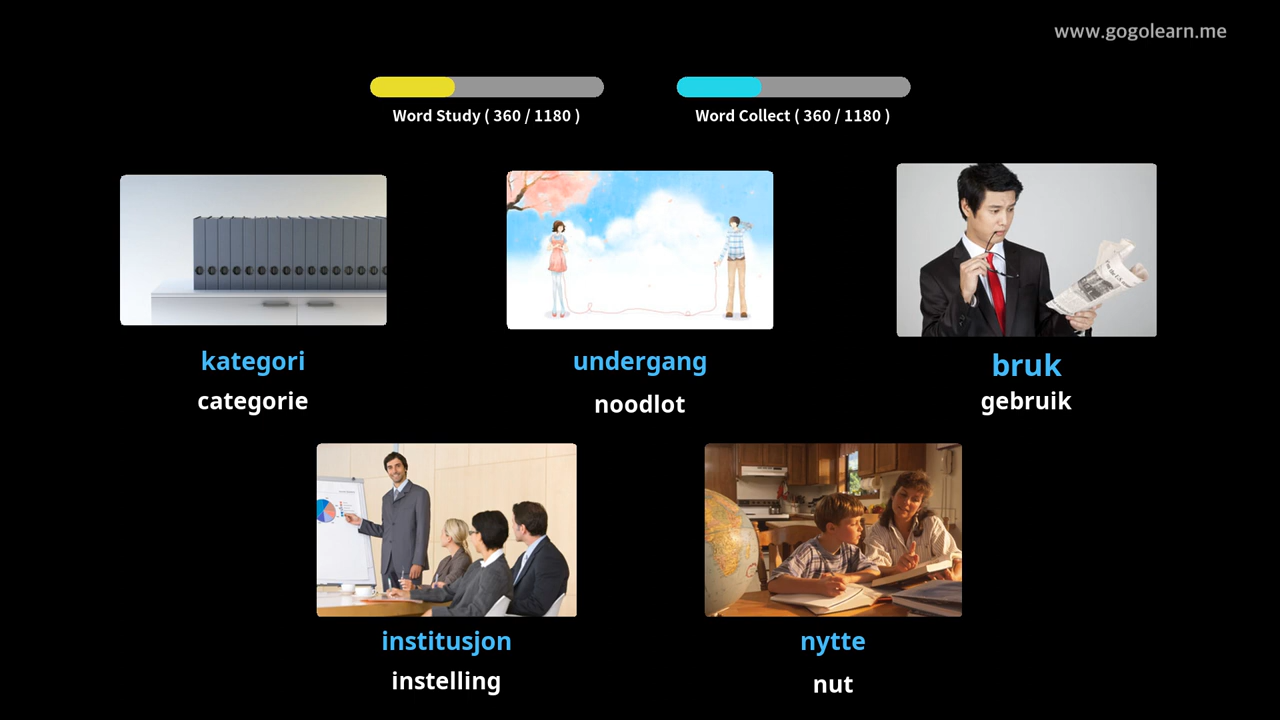 www.gogolearn.me
Word Study ( 360 / 1180 )
Word Collect ( 360 / 1180 )
kategori
categorie
undergang
noodlot
bruk
gebruik
institusjon
instelling
nytte
nut